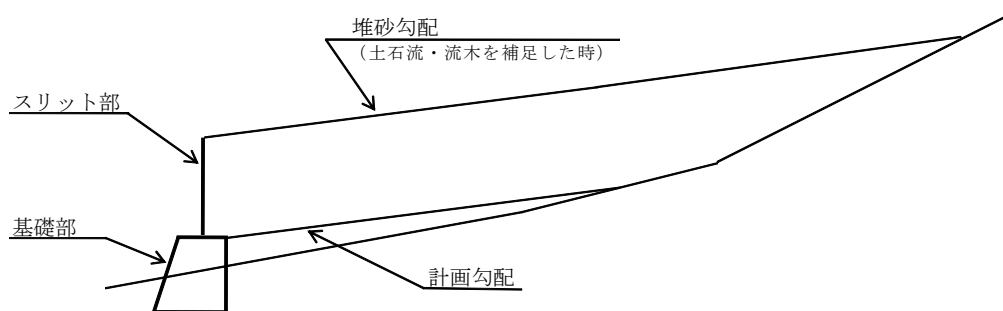 堆砂勾配
（土石流・流木を補足した時）
スリット部
基礎部
計画勾配